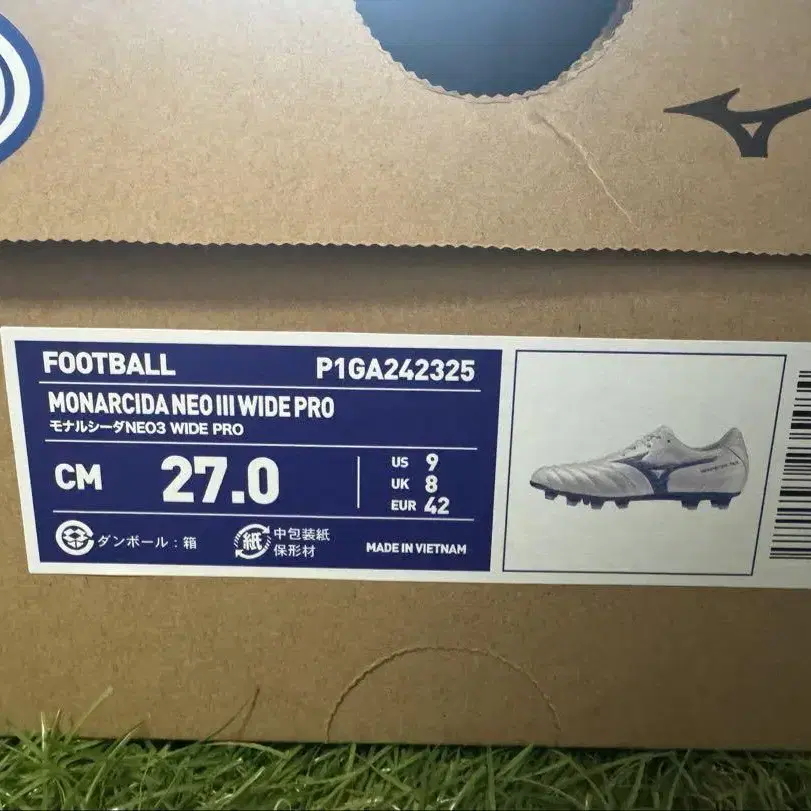 FOOTBALL P1GA242325
MONARCIDA NEO III WIDE PRO
モナルシーダNEO3 WIDE PRO
CM 27.0
US 9
UK 8
EUR 42
ダンボール：箱
紙 中包装紙
保形材
MADE IN VIETNAM